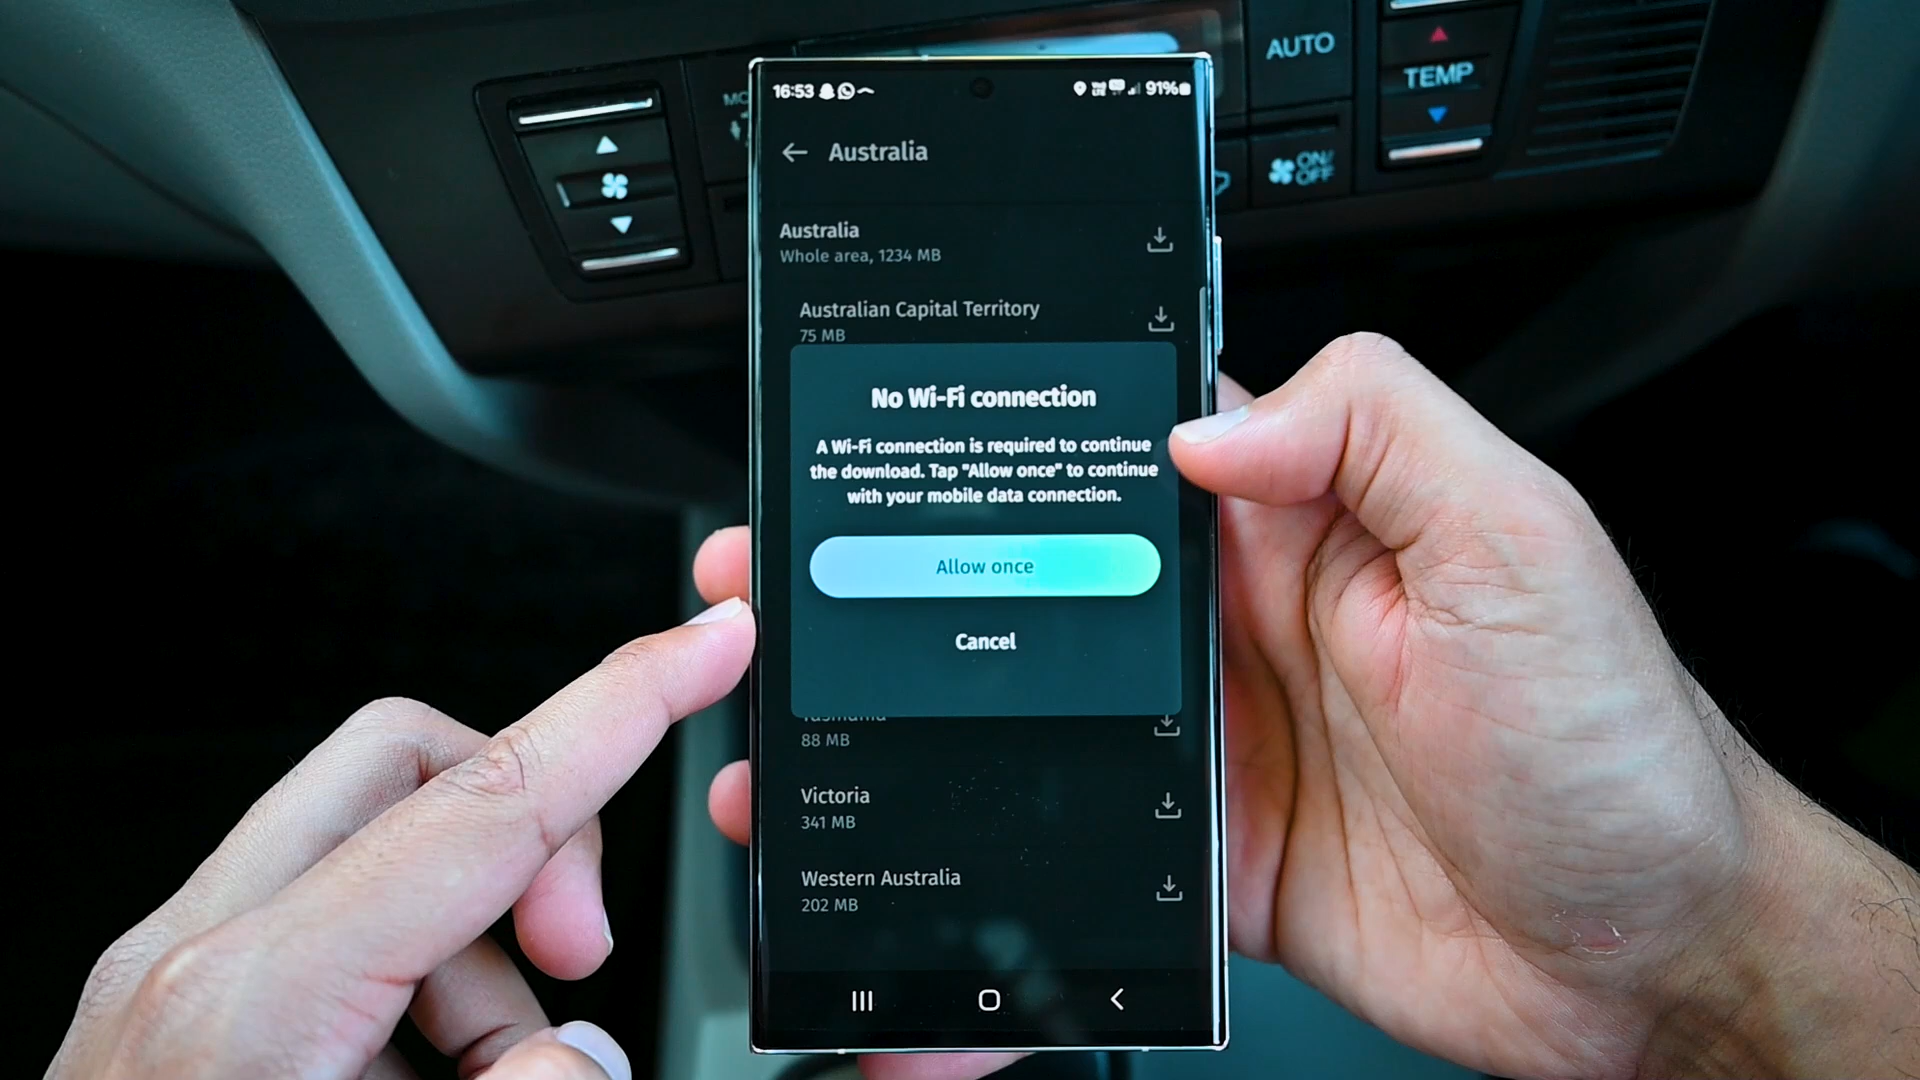 AUTO
TEMP
ON/
OFF
16:53 91%
Australia
Australia
Whole area, 1234 MB
Australian Capital Territory
75 MB
No Wi-Fi connection
A Wi-Fi connection is required to continue
the download. Tap "Allow once" to continue
with your mobile data connection.
Allow once
Cancel
Tasmania
88 MB
Victoria
341 MB
Western Australia
202 MB